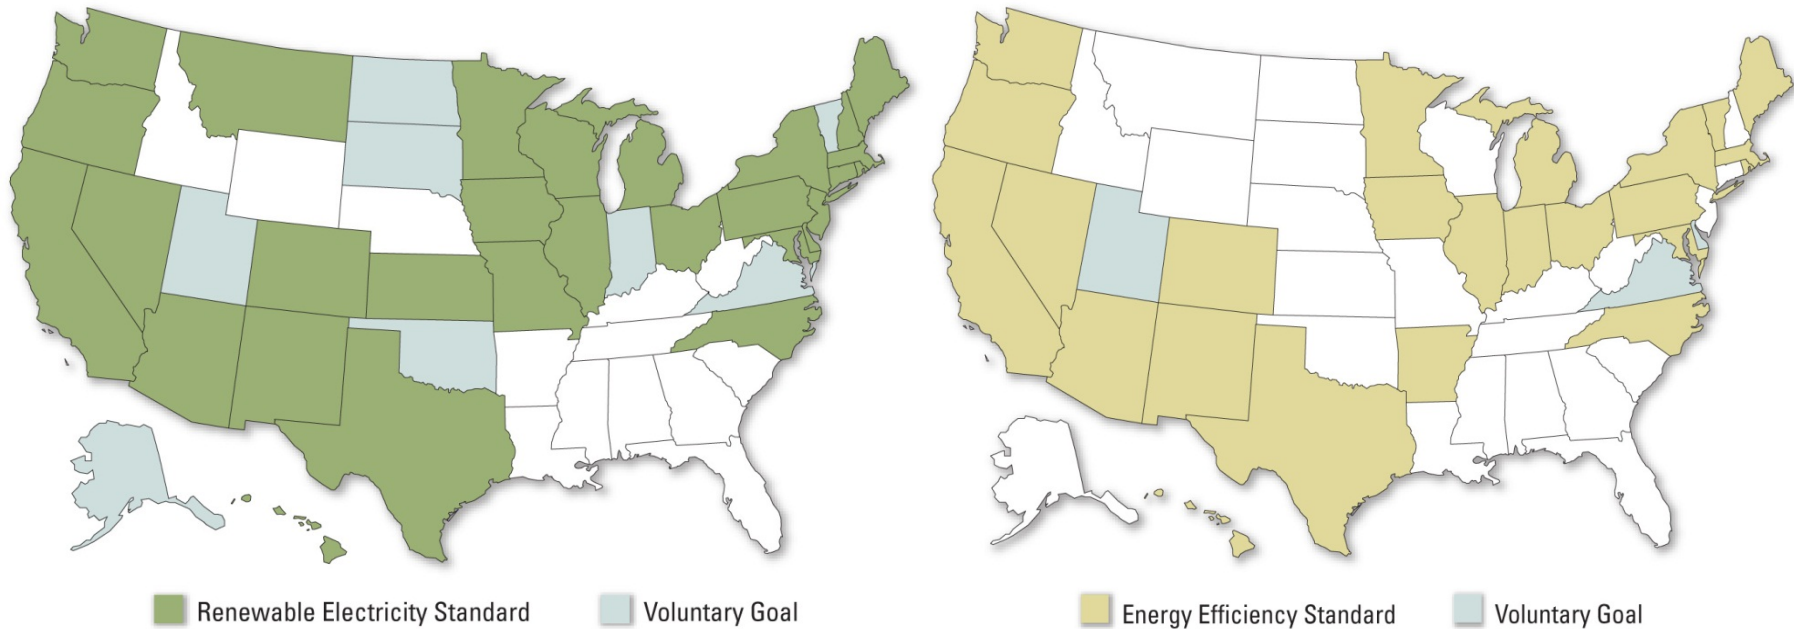 Renewable Electricity Standard
Voluntary Goal
Energy Efficiency Standard
Voluntary Goal